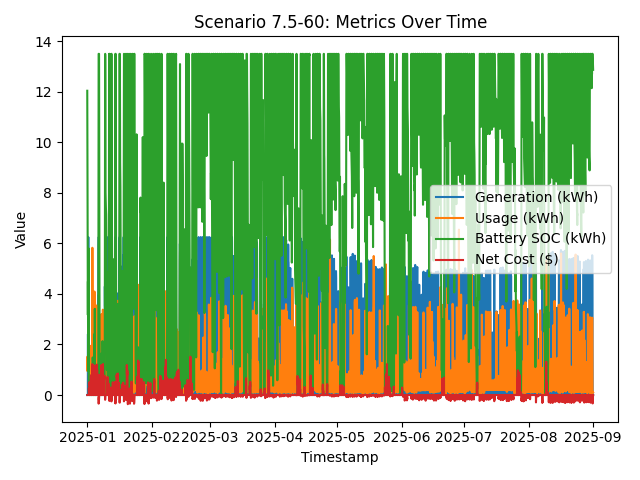 Scenario 7.5-60: Metrics Over Time
Value
14
12
10
8
6
4
2
0
Generation (kWh)
Usage (kWh)
Battery SOC (kWh)
Net Cost ($)
2025-01 2025-02 2025-03 2025-04 2025-05 2025-06 2025-07 2025-08 2025-09
Timestamp